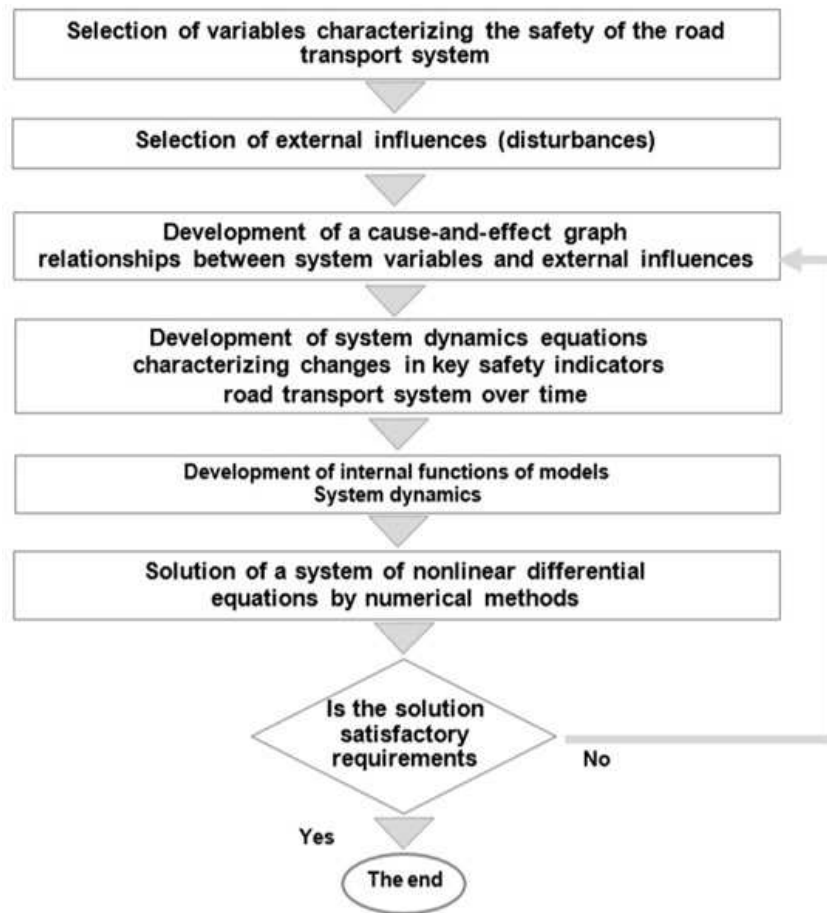 Selection of variables characterizing the safety of the road
transport system
Selection of external influences (disturbances)
Development of a cause-and-effect graph
relationships between system variables and external influences
Development of system dynamics equations
characterizing changes in key safety indicators
road transport system over time
Development of internal functions of models
System dynamics
Solution of a system of nonlinear differential
equations by numerical methods
Is the solution
satisfactory
requirements
No
Yes
The end